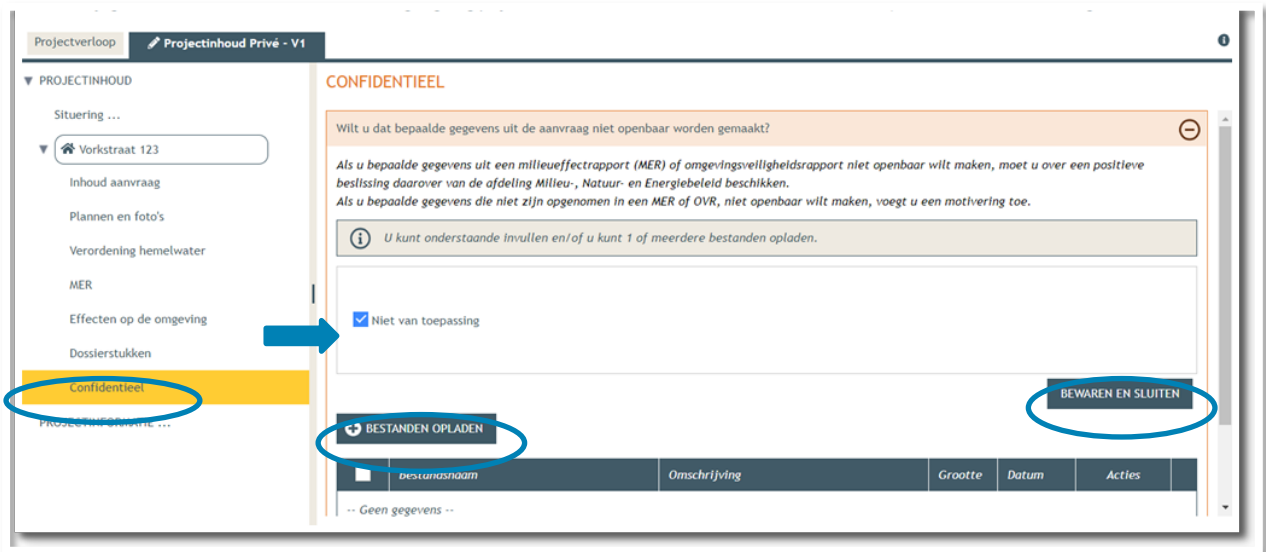 Projectverloop
Projectinhoud Privé - V1
PROJECTINHOUD
Situering ...
Vorkstraat 123
Inhoud aanvraag
Plannen en foto's
Verordening hemelwater
MER
Effecten op de omgeving
Dossierstukken
Confidentieel
PROJECTINFORMATIE ...
CONFIDENTIEEL
Wilt u dat bepaalde gegevens uit de aanvraag niet openbaar worden gemaakt?
Als u bepaalde gegevens uit een milieueffectrapport (MER) of omgevingsveiligheidsrapport niet openbaar wilt maken, moet u over een positieve
beslissing daarover van de afdeling Milieu-, Natuur- en Energiebeleid beschikken.
Als u bepaalde gegevens die niet zijn opgenomen in een MER of OVR, niet openbaar wilt maken, voegt u een motivering toe.
U kunt onderstaande invullen en/of u kunt 1 of meerdere bestanden opladen.
Niet van toepassing
BEWAREN EN SLUITEN
BESTANDEN OPLADEN
Bestandsnaam Omschrijving Grootte Datum Acties
-- Geen gegevens --